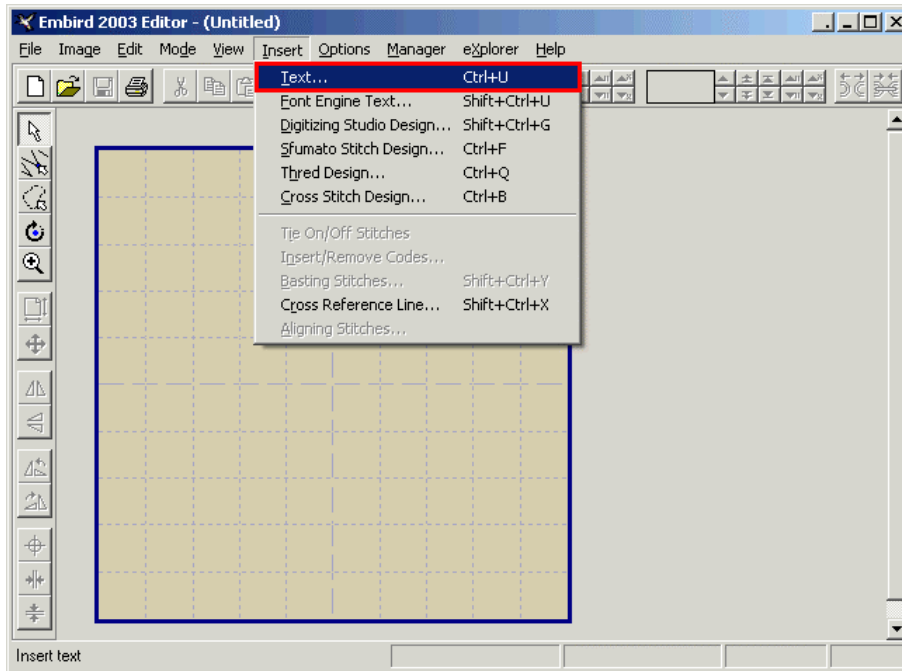 Embird 2003 Editor - (Untitled)
File Image Edit Mode View Insert Options Manager eXplorer Help
Text... Ctrl+U
Font Engine Text... Shift+Ctrl+U
Digitizing Studio Design... Shift+Ctrl+G
Sfumato Stitch Design... Ctrl+F
Thred Design... Ctrl+Q
Cross Stitch Design... Ctrl+B
Tie On/Off Stitches
Insert/Remove Codes...
Basting Stitches... Shift+Ctrl+Y
Cross Reference Line... Shift+Ctrl+X
Aligning Stitches...
Insert text